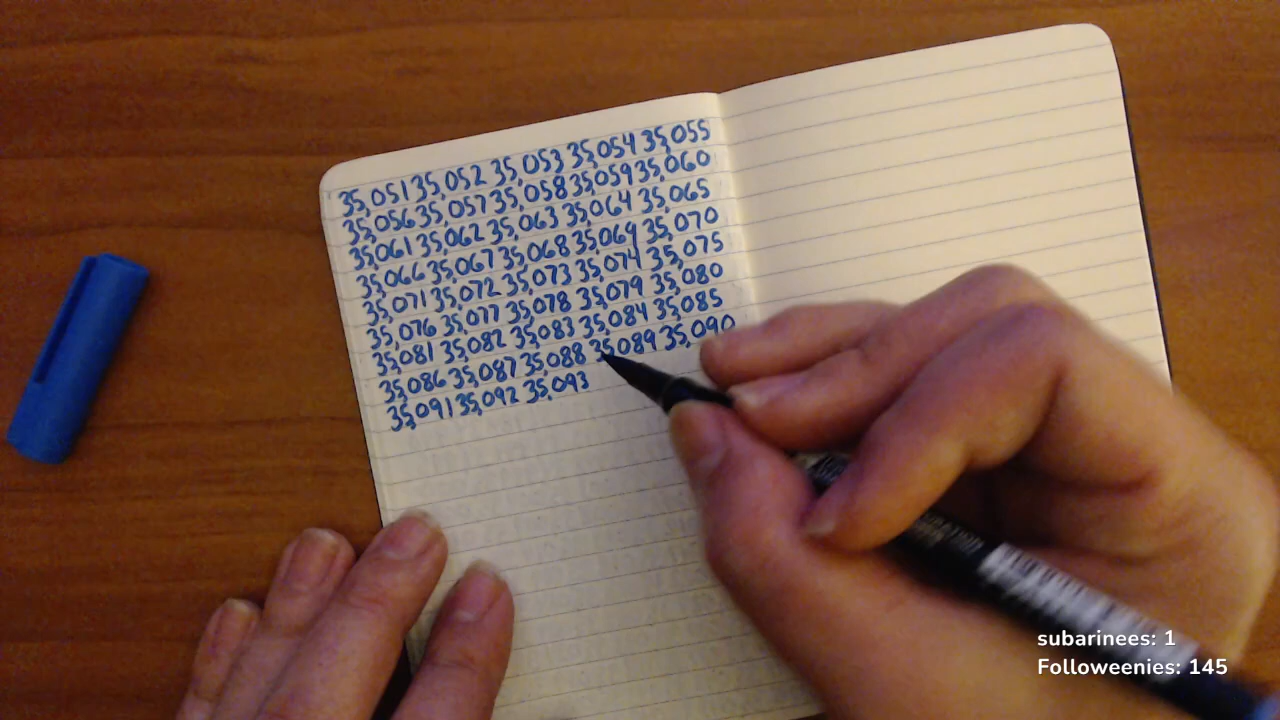 35,051 35,052 35,053 35,054 35,055
35,056 35,057 35,058 35,059 35,060
35,061 35,062 35,063 35,064 35,065
35,066 35,067 35,068 35,069 35,070
35,071 35,072 35,073 35,074 35,075
35,076 35,077 35,078 35,079 35,080
35,081 35,082 35,083 35,084 35,085
35,086 35,087 35,088 35,089 35,090
35,091 35,092 35,093
subarinees: 1
Followeenies: 145